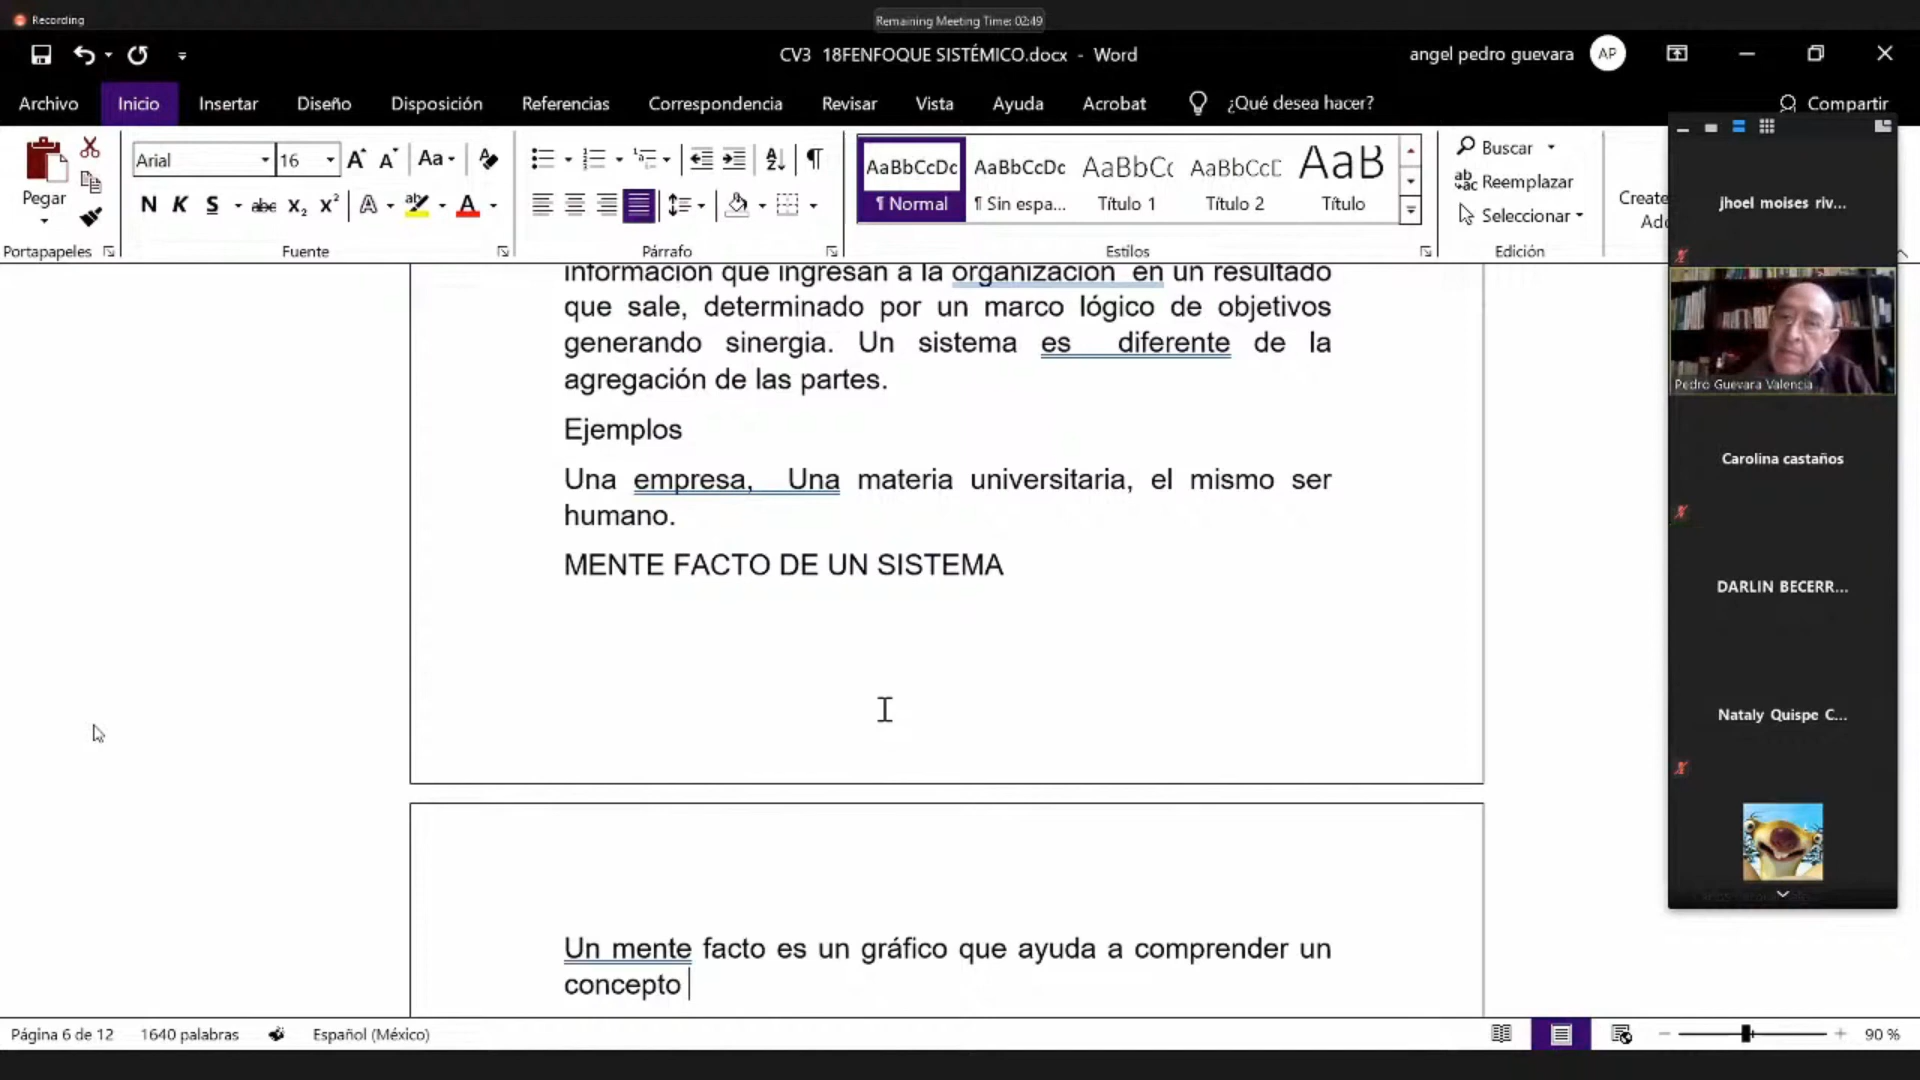 Recording
Remaining Meeting Time: 02:49
CV3 18FENFOQUE SISTÉMICO.docx - Word
angel pedro guevara
AP
Archivo
Inicio
Insertar
Diseño
Disposición
Referencias
Correspondencia
Revisar
Vista
Ayuda
Acrobat
¿Qué desea hacer?
Compartir
Pegar
Portapapeles
Arial
16
Aa
N K S abc X₂ X²
Fuente
Párrafo
AaBbCcDc
¶ Normal
AaBbCcDc
¶ Sin espa...
AaBbCc
Título 1
AaBbCcD
Título 2
AaB
Título
Estilos
Buscar
Reemplazar
Seleccionar
Edición
Create
información que ingresan a la organización en un resultado
que sale, determinado por un marco lógico de objetivos
generando sinergia. Un sistema es diferente de la
agregación de las partes.
Ejemplos
Una empresa, Una materia universitaria, el mismo ser
humano.
MENTE FACTO DE UN SISTEMA
Un mente facto es un gráfico que ayuda a comprender un
concepto
jhoel moises riv...
Pedro Guevara Valencia
Carolina castaños
DARLIN BECERR...
Nataly Quispe C...
Página 6 de 12
1640 palabras
Español (México)
90 %